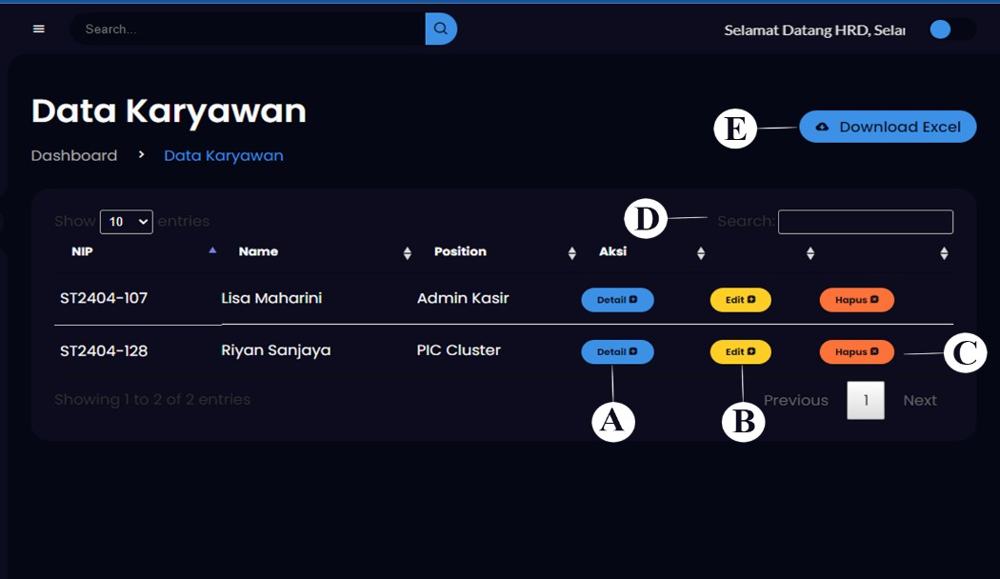 Search...
Selamat Datang HRD, Selar
Data Karyawan
E
Download Excel
Dashboard > Data Karyawan
Show 10 entries
D
Search:
NIP Name Position Aksi
ST2404-107 Lisa Maharini Admin Kasir Detail Edit Hapus
ST2404-128 Riyan Sanjaya PIC Cluster Detail Edit Hapus
C
Showing 1 to 2 of 2 entries
A
B
Previous 1 Next